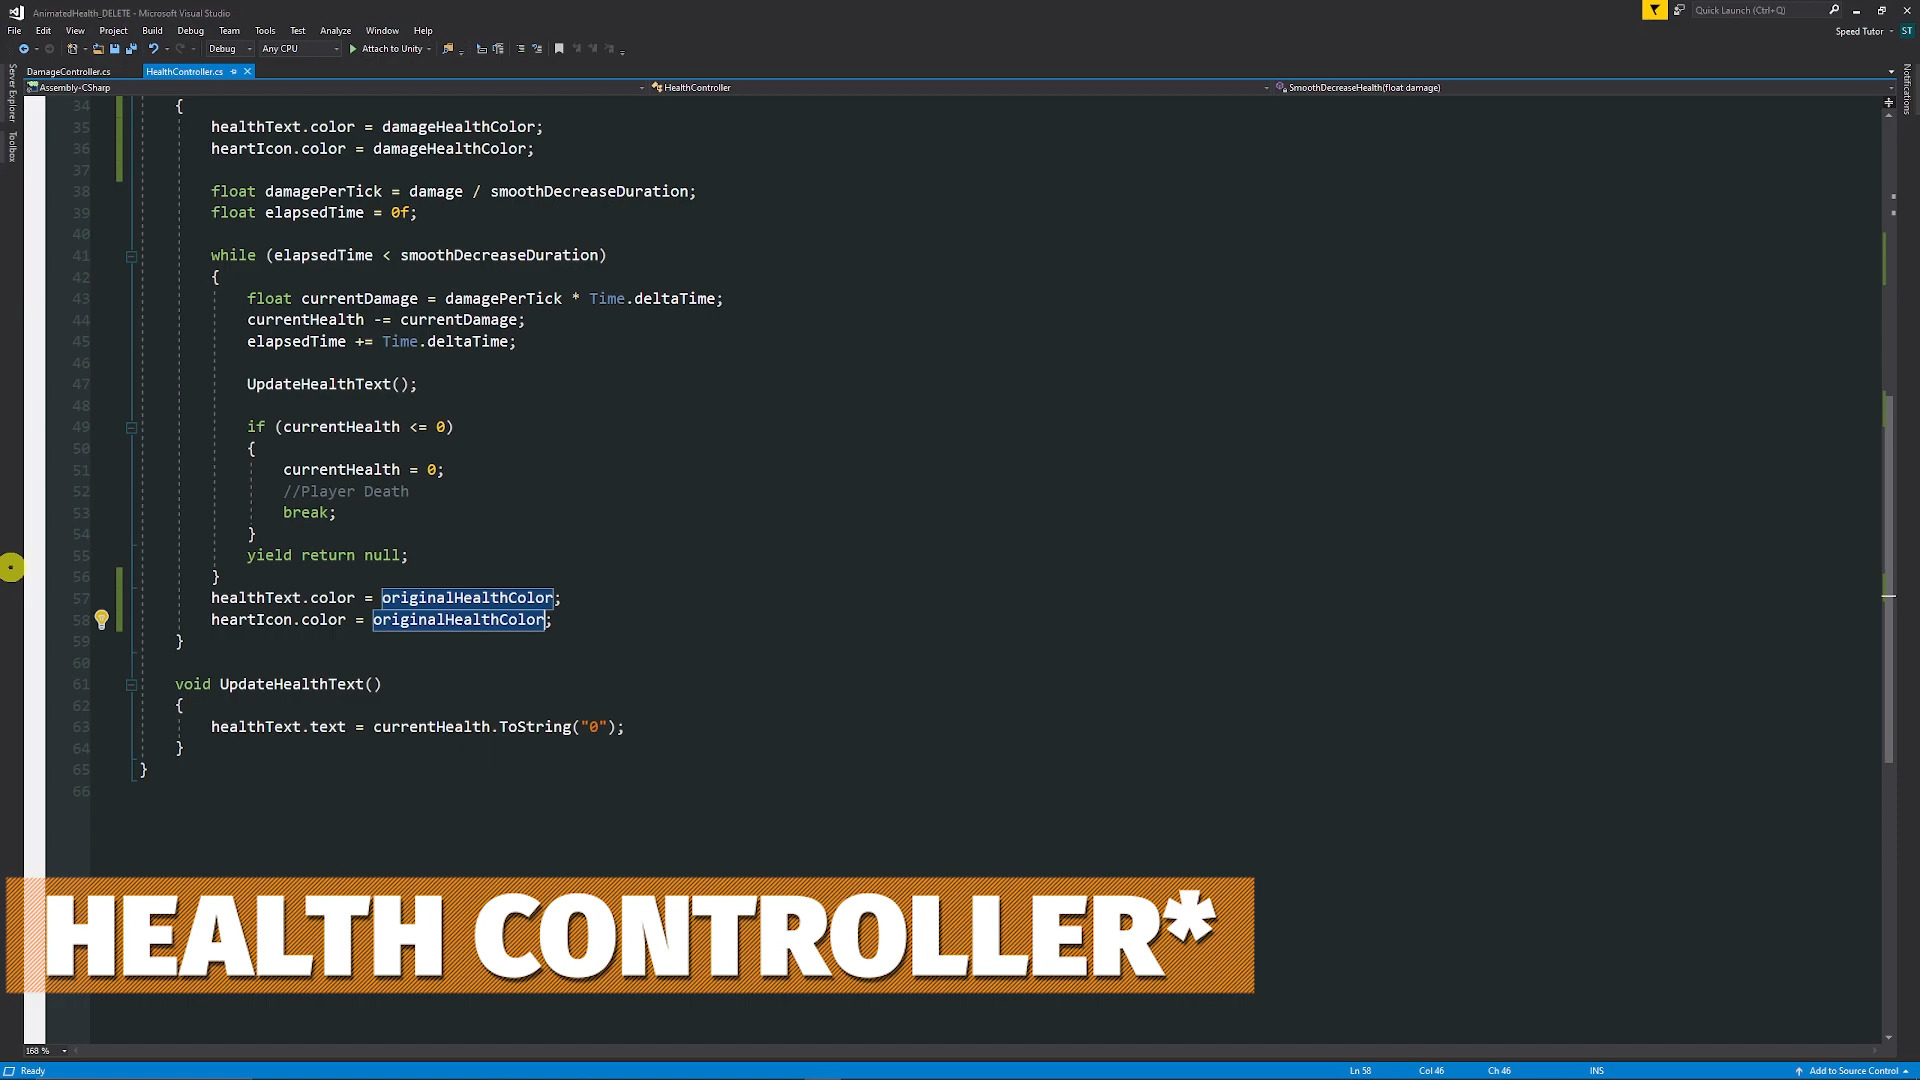 AnimatedHealth_DELETE - Microsoft Visual Studio
Quick Launch (Ctrl+Q)
File Edit View Project Build Debug Team Tools Test Analyze Window Help
Speed Tutor ST
Debug Any CPU Attach to Unity
DamageController.cs HealthController.cs
Assembly-CSharp HealthController SmoothDecreaseHealth(float damage)
Server Explorer
Toolbox
Notifications
34 {
35 healthText.color = damageHealthColor;
36 heartIcon.color = damageHealthColor;
37
38 float damagePerTick = damage / smoothDecreaseDuration;
39 float elapsedTime = 0f;
40
41 while (elapsedTime < smoothDecreaseDuration)
42 {
43 float currentDamage = damagePerTick * Time.deltaTime;
44 currentHealth -= currentDamage;
45 elapsedTime += Time.deltaTime;
46
47 UpdateHealthText();
48
49 if (currentHealth <= 0)
50 {
51 currentHealth = 0;
52 //Player Death
53 break;
54 }
55 yield return null;
56 }
57 healthText.color = originalHealthColor;
58 heartIcon.color = originalHealthColor;
59 }
60
61 void UpdateHealthText()
62 {
63 healthText.text = currentHealth.ToString("0");
64 }
65 }
66
HEALTH CONTROLLER*
168 %
Ready Ln 58 Col 46 Ch 46 INS Add to Source Control